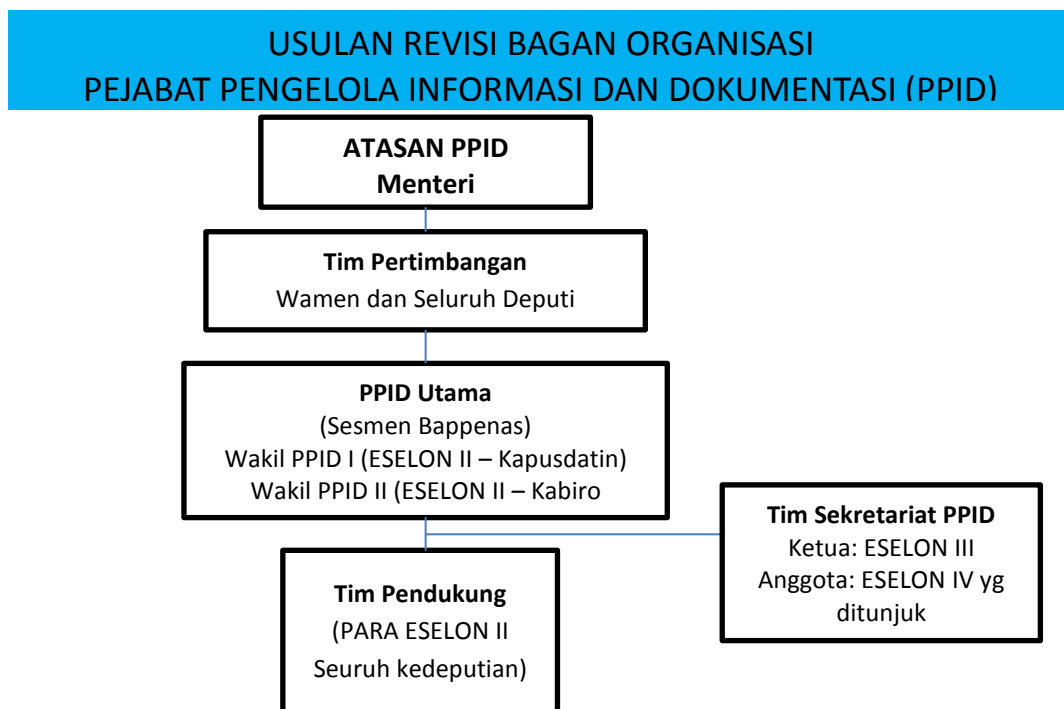 USULAN REVISI BAGAN ORGANISASI
PEJABAT PENGELOLA INFORMASI DAN DOKUMENTASI (PPID)
ATASAN PPID
Menteri
Tim Pertimbangan
Wamen dan Seluruh Deputi
PPID Utama
(Sesmen Bappenas)
Wakil PPID I (ESELON II – Kapusdatin)
Wakil PPID II (ESELON II – Kabiro
Tim Sekretariat PPID
Ketua: ESELON III
Anggota: ESELON IV yg
ditunjuk
Tim Pendukung
(PARA ESELON II
Seuruh kedeputian)